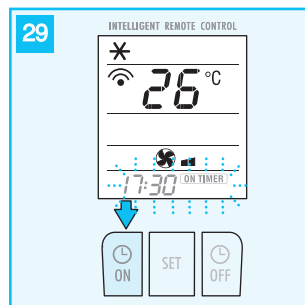 29
INTELLIGENT REMOTE CONTROL
26 °C
17:30 ON TIMER
ON SET OFF